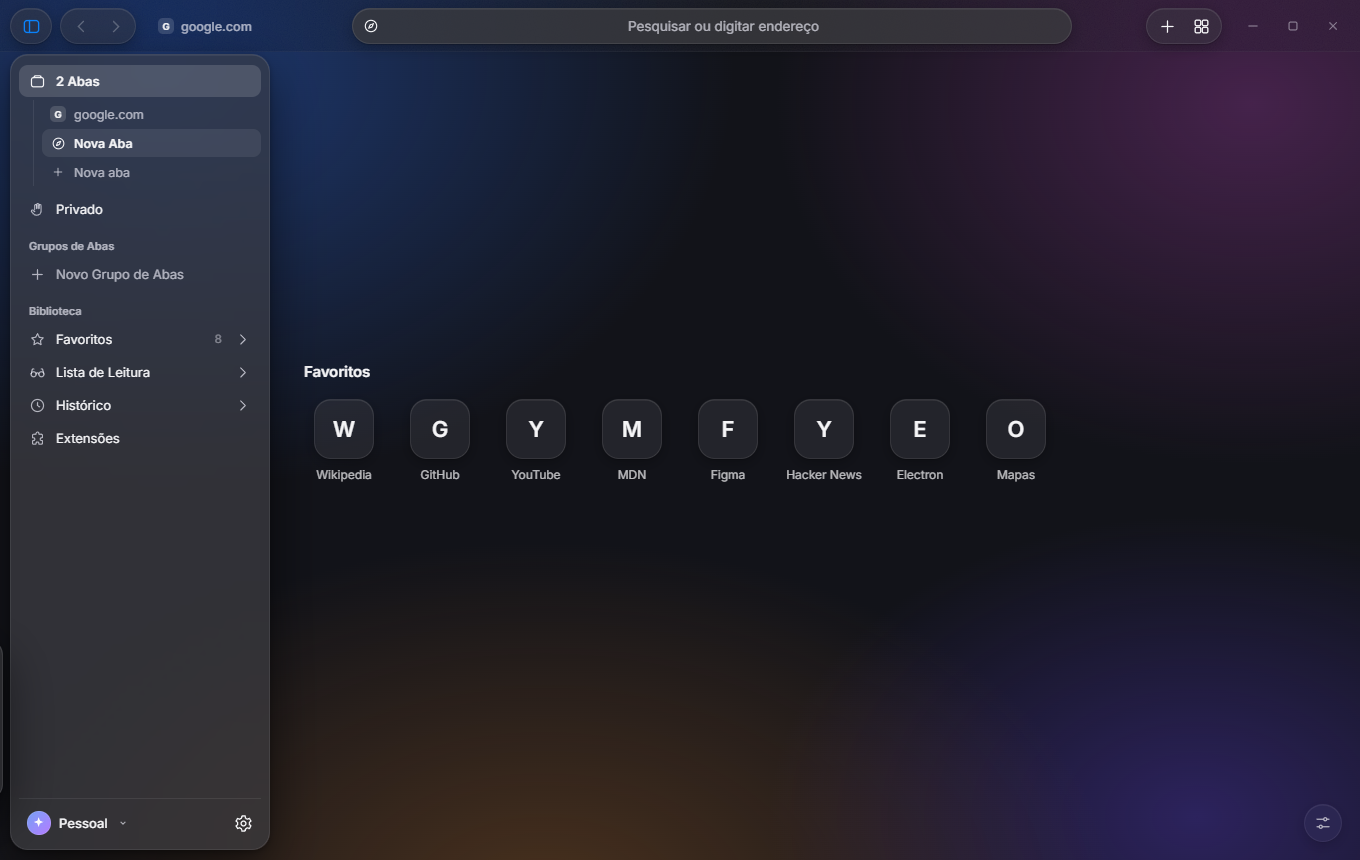 G google.com
Pesquisar ou digitar endereço
2 Abas
G google.com
Nova Aba
Nova aba
Privado
Grupos de Abas
Novo Grupo de Abas
Biblioteca
Favoritos 8
Lista de Leitura
Histórico
Extensões
Pessoal
Favoritos
W G Y M F Y E O
Wikipedia GitHub YouTube MDN Figma Hacker News Electron Mapas